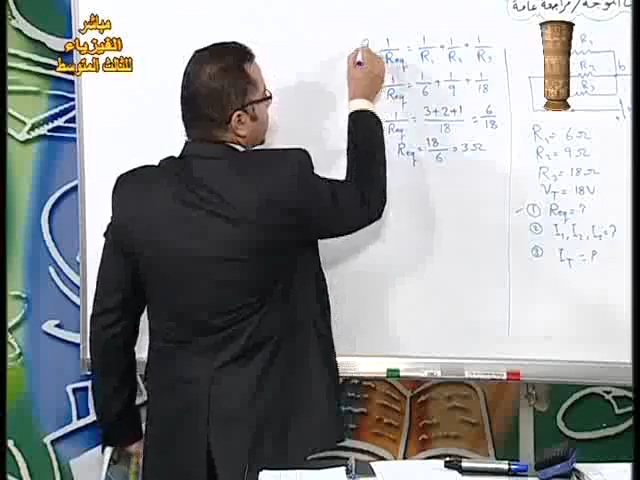 مباشر
الفيزياء
للثالث المتوسط
مراجعة عامة
1/Req = 1/R1 + 1/R2 + 1/R3
1/Req = 1/6 + 1/9 + 1/18
1/Req = 3+2+1/18 = 6/18
Req = 18/6 = 3Ω
R1
R2
b
R1 = 6Ω
R2 = 9Ω
R3 = 18Ω
VT = 18V
① Req = ?
② I1, I2, I3 = ?
③ IT = ?